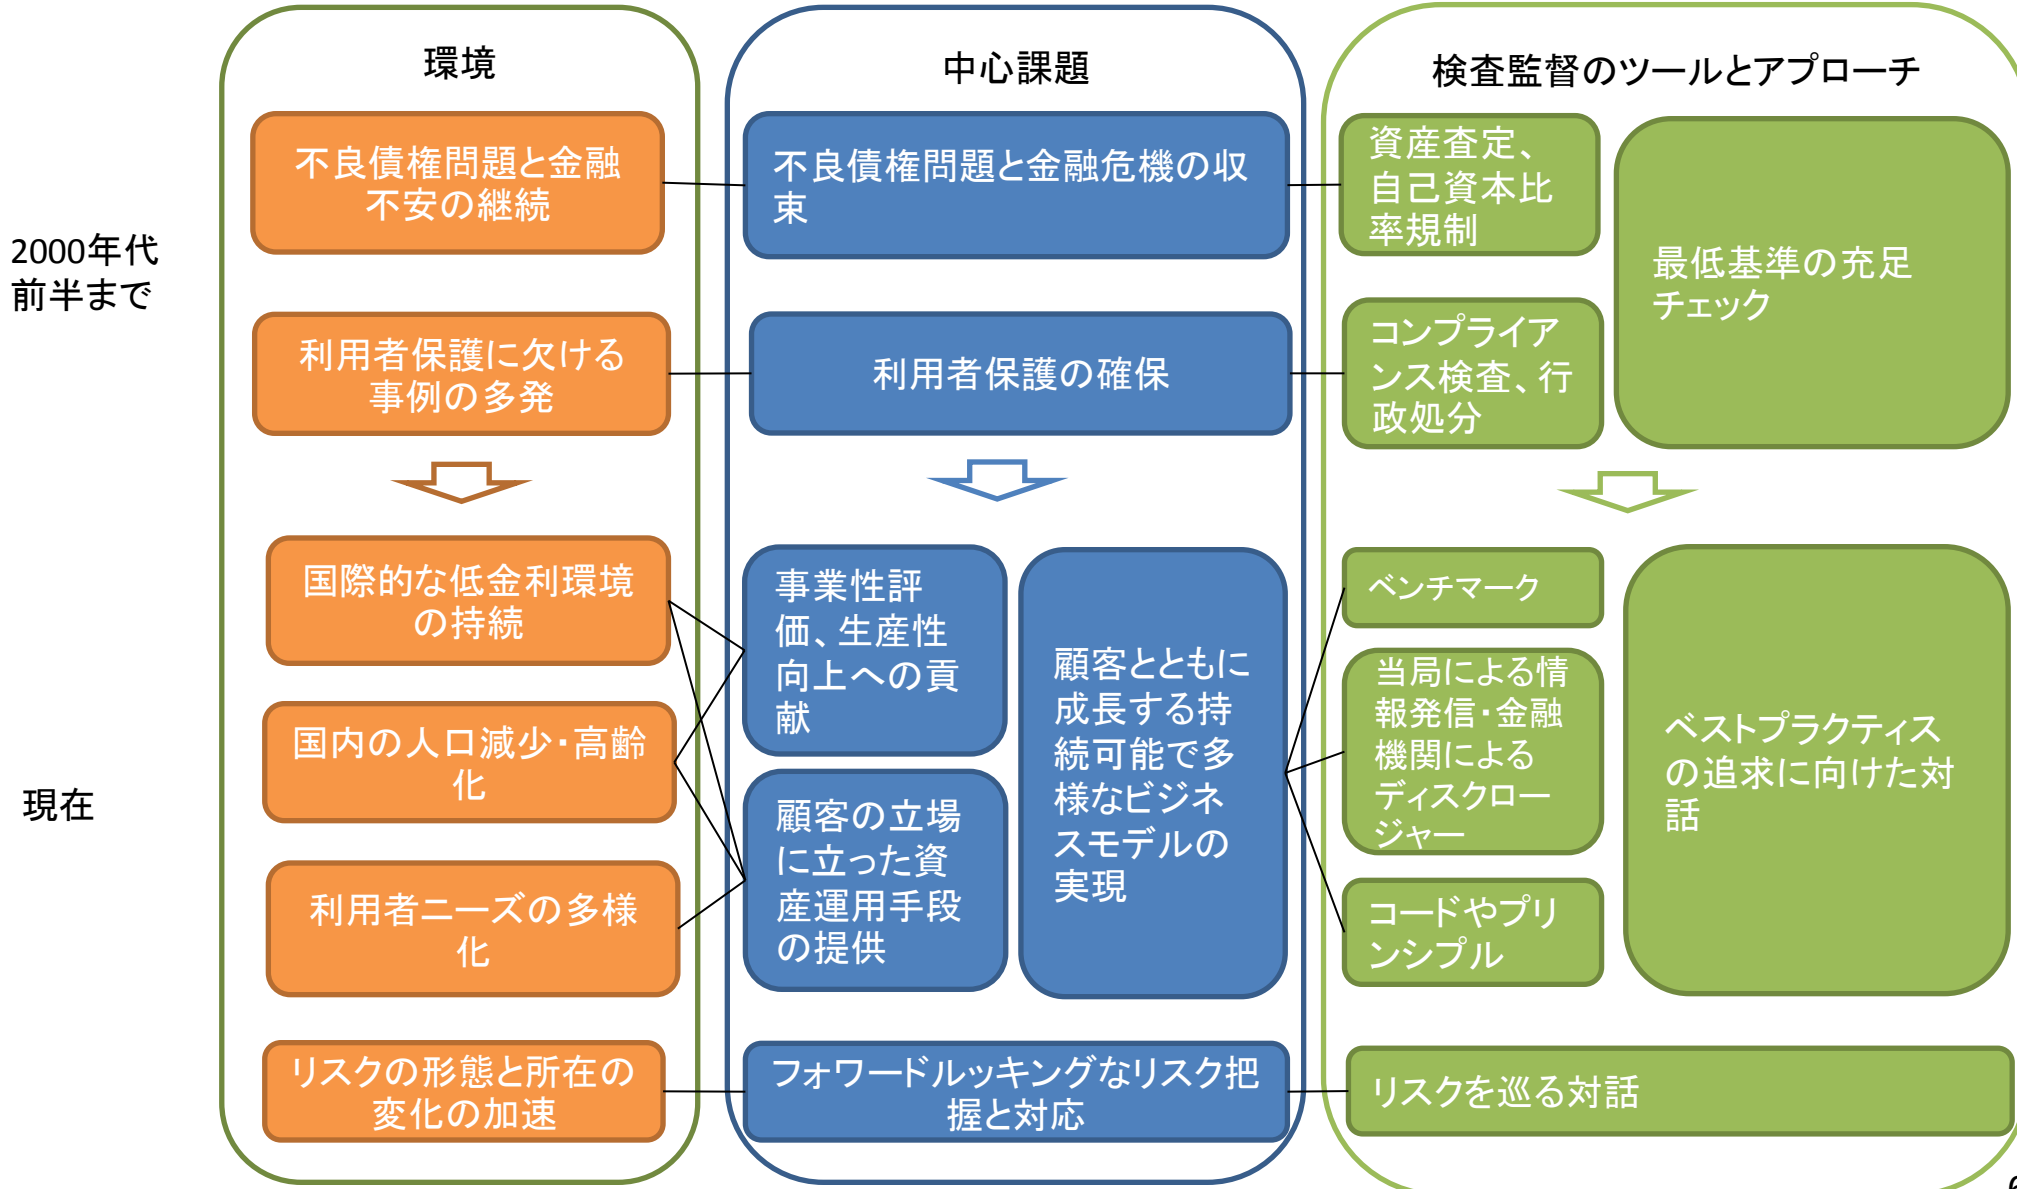 環境
中心課題
検査監督のツールとアプローチ
2000年代
前半まで
不良債権問題と金融
不安の継続
不良債権問題と金融危機の収
束
資産査定、
自己資本比
率規制
最低基準の充足
チェック
利用者保護に欠ける
事例の多発
利用者保護の確保
コンプライア
ンス検査、行
政処分
現在
国際的な低金利環境
の持続
国内の人口減少・高齢
化
利用者ニーズの多様
化
事業性評
価、生産性
向上への貢
献
顧客の立場
に立った資
産運用手段
の提供
顧客とともに
成長する持
続可能で多
様なビジネ
スモデルの
実現
ベンチマーク
当局による情
報発信・金融
機関による
ディスクロー
ジャー
コードやプリ
ンシプル
ベストプラクティス
の追求に向けた対
話
リスクの形態と所在の
変化の加速
フォワードルッキングなリスク把
握と対応
リスクを巡る対話